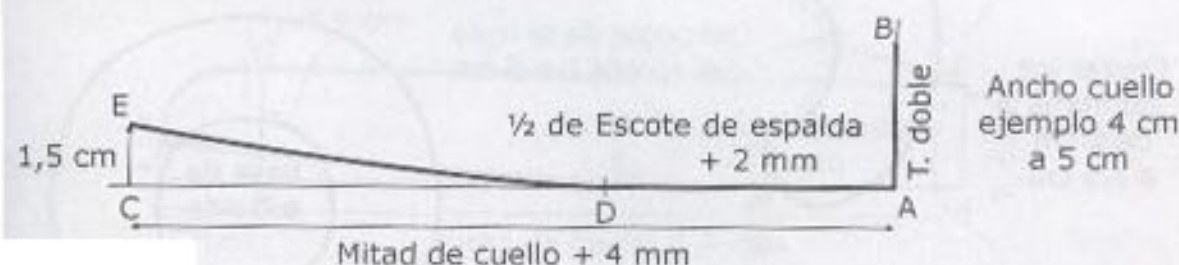 B
T. doble
Ancho cuello
ejemplo 4 cm
a 5 cm
E
½ de Escote de espalda
+ 2 mm
1,5 cm
C
D
A
Mitad de cuello + 4 mm